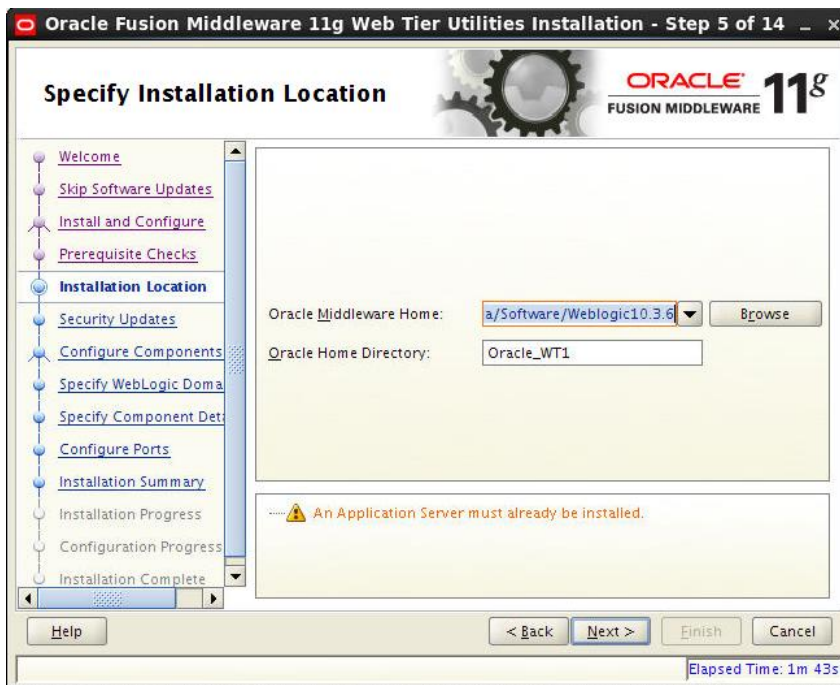 Oracle Fusion Middleware 11g Web Tier Utilities Installation - Step 5 of 14
Specify Installation Location
ORACLE
FUSION MIDDLEWARE 11g
Welcome
Skip Software Updates
Install and Configure
Prerequisite Checks
Installation Location
Security Updates
Configure Components
Specify WebLogic Doma
Specify Component Det
Configure Ports
Installation Summary
Installation Progress
Configuration Progress
Installation Complete
Oracle Middleware Home: a/Software/Weblogic10.3.6 Browse
Oracle Home Directory: Oracle_WT1
An Application Server must already be installed.
Help < Back Next > Finish Cancel
Elapsed Time: 1m 43s